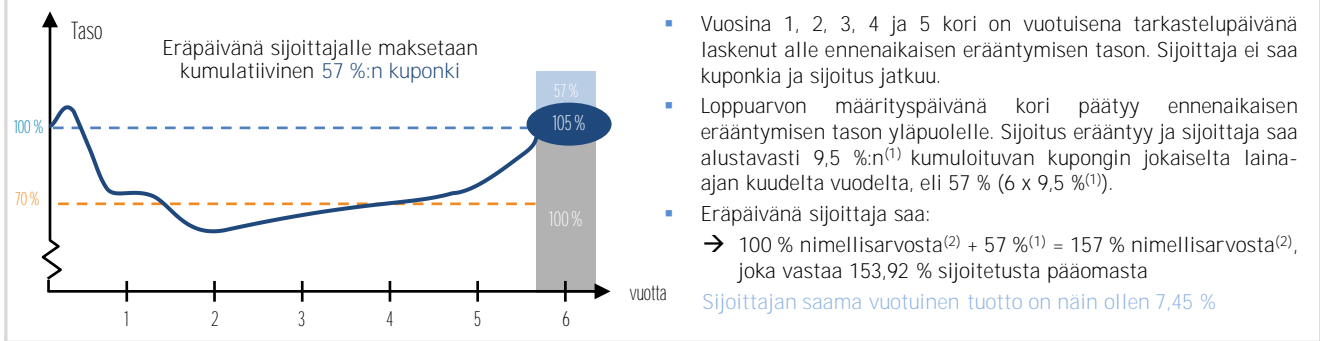 Taso
Eräpäivänä sijoittajalle maksetaan
kumulatiivinen 57 %:n kuponki
57 %
100 %
105 %
70 %
100 %
vuotta
1 2 3 4 5 6
▪ Vuosina 1, 2, 3, 4 ja 5 kori on vuotuisena tarkastelupäivänä
laskenut alle ennenaikaisen erääntymisen tason. Sijoittaja ei saa
kuponkia ja sijoitus jatkuu.
▪ Loppuarvon määrityspäivänä kori päätyy ennenaikaisen
erääntymisen tason yläpuolelle. Sijoitus erääntyy ja sijoittaja saa
alustavasti 9,5 %:n(1) kumuloituvan kupongin jokaiselta laina-
ajan kuudelta vuodelta, eli 57 % (6 x 9,5 %(1)).
▪ Eräpäivänä sijoittaja saa:
→ 100 % nimellisarvosta(2) + 57 %(1) = 157 % nimellisarvosta(2),
joka vastaa 153,92 % sijoitetusta pääomasta
Sijoittajan saama vuotuinen tuotto on näin ollen 7,45 %